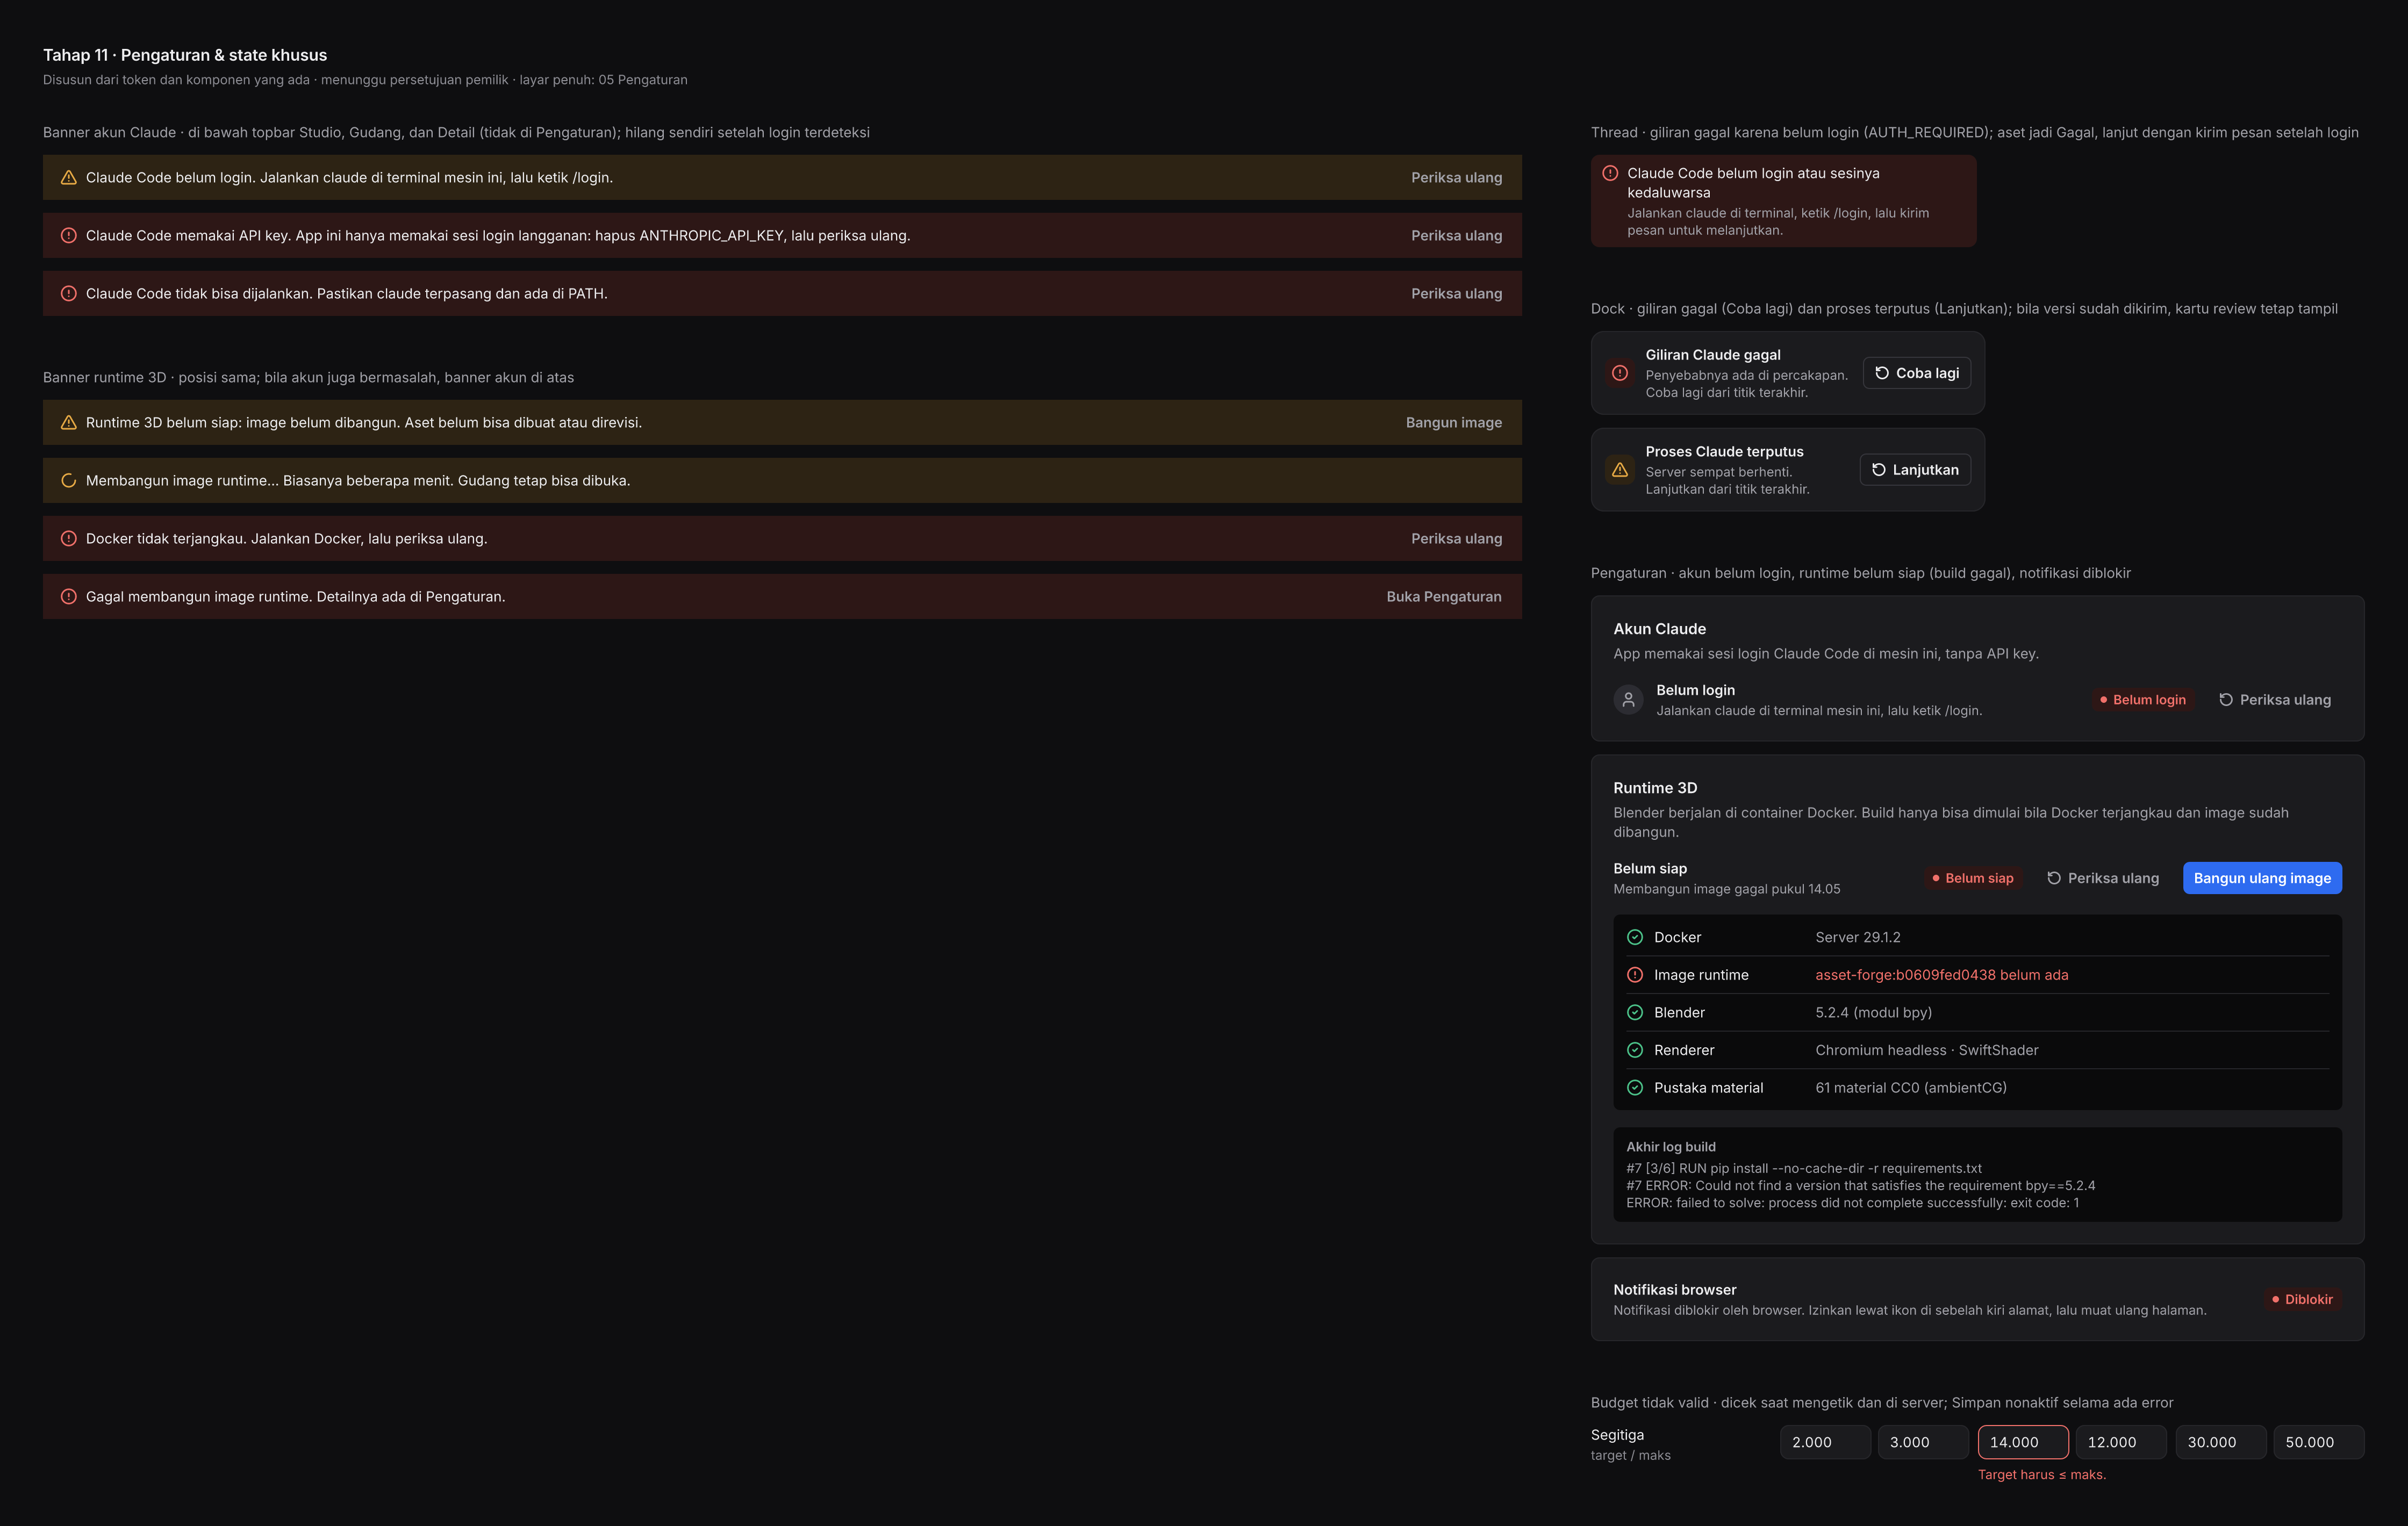 Tahap 11 · Pengaturan & state khusus
Disusun dari token dan komponen yang ada · menunggu persetujuan pemilik · layar penuh: 05 Pengaturan
Banner akun Claude · di bawah topbar Studio, Gudang, dan Detail (tidak di Pengaturan); hilang sendiri setelah login terdeteksi
Claude Code belum login. Jalankan claude di terminal mesin ini, lalu ketik /login.
Periksa ulang
Claude Code memakai API key. App ini hanya memakai sesi login langganan: hapus ANTHROPIC_API_KEY, lalu periksa ulang.
Periksa ulang
Claude Code tidak bisa dijalankan. Pastikan claude terpasang dan ada di PATH.
Periksa ulang
Banner runtime 3D · posisi sama; bila akun juga bermasalah, banner akun di atas
Runtime 3D belum siap: image belum dibangun. Aset belum bisa dibuat atau direvisi.
Bangun image
Membangun image runtime... Biasanya beberapa menit. Gudang tetap bisa dibuka.
Docker tidak terjangkau. Jalankan Docker, lalu periksa ulang.
Periksa ulang
Gagal membangun image runtime. Detailnya ada di Pengaturan.
Buka Pengaturan
Thread · giliran gagal karena belum login (AUTH_REQUIRED); aset jadi Gagal, lanjut dengan kirim pesan setelah login
Claude Code belum login atau sesinya
kedaluwarsa
Jalankan claude di terminal, ketik /login, lalu kirim
pesan untuk melanjutkan.
Dock · giliran gagal (Coba lagi) dan proses terputus (Lanjutkan); bila versi sudah dikirim, kartu review tetap tampil
Giliran Claude gagal
Penyebabnya ada di percakapan.
Coba lagi dari titik terakhir.
Coba lagi
Proses Claude terputus
Server sempat berhenti.
Lanjutkan dari titik terakhir.
Lanjutkan
Pengaturan · akun belum login, runtime belum siap (build gagal), notifikasi diblokir
Akun Claude
App memakai sesi login Claude Code di mesin ini, tanpa API key.
Belum login
Jalankan claude di terminal mesin ini, lalu ketik /login.
Belum login
Periksa ulang
Runtime 3D
Blender berjalan di container Docker. Build hanya bisa dimulai bila Docker terjangkau dan image sudah
dibangun.
Belum siap
Membangun image gagal pukul 14.05
Belum siap
Periksa ulang
Bangun ulang image
Docker Server 29.1.2
Image runtime asset-forge:b0609fed0438 belum ada
Blender 5.2.4 (modul bpy)
Renderer Chromium headless · SwiftShader
Pustaka material 61 material CC0 (ambientCG)
Akhir log build
#7 [3/6] RUN pip install --no-cache-dir -r requirements.txt
#7 ERROR: Could not find a version that satisfies the requirement bpy==5.2.4
ERROR: failed to solve: process did not complete successfully: exit code: 1
Notifikasi browser
Notifikasi diblokir oleh browser. Izinkan lewat ikon di sebelah kiri alamat, lalu muat ulang halaman.
Diblokir
Budget tidak valid · dicek saat mengetik dan di server; Simpan nonaktif selama ada error
Segitiga
target / maks
2.000 3.000 14.000 12.000 30.000 50.000
Target harus ≤ maks.